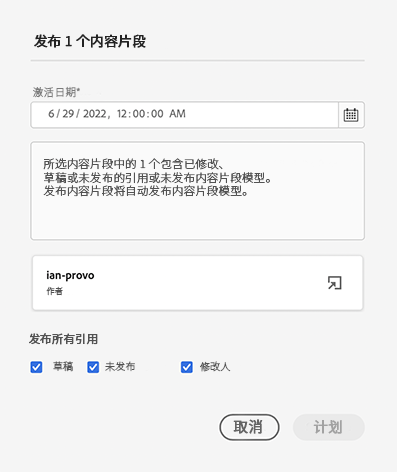 发布 1 个内容片段
激活日期*
6 / 29 / 2022, 12:00:00 AM
所选内容片段中的 1 个包含已修改、
草稿或未发布的引用或未发布内容片段模型。
发布内容片段将自动发布内容片段模型。
ian-provo
作者
发布所有引用
草稿 未发布 修改人
取消 计划